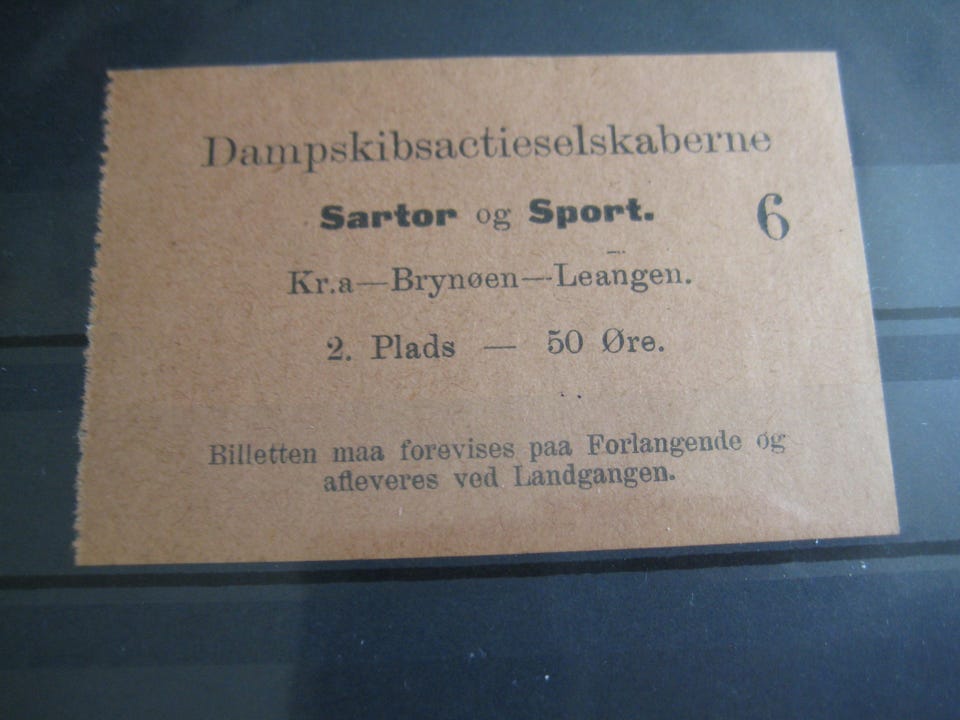 Dampskibsactieselskaberne
Sartor og Sport.
6
Kr.a—Brynøen—Leangen.
2. Plads — 50 Øre.
Billetten maa forevises paa Forlangende og
afleveres ved Landgangen.